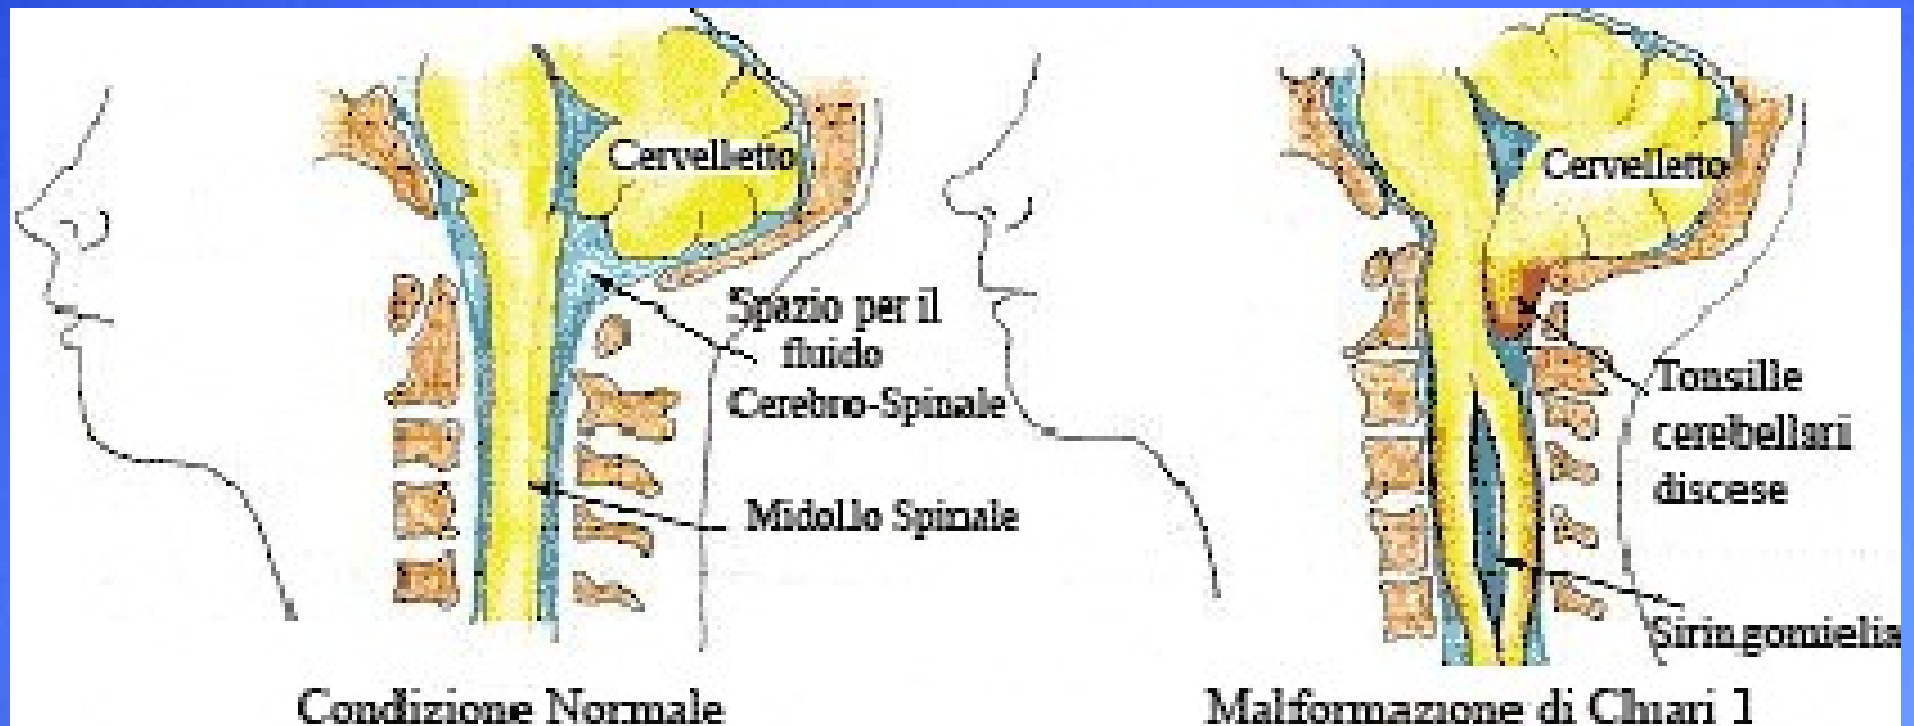 Cervelletto
Spazio per il
fluido
Cerebro-Spinale
Midollo Spinale
Condizione Normale
Cervelletto
Tonsille
cerebellari
discese
Siringomielia
Malformazione di Chiari 1